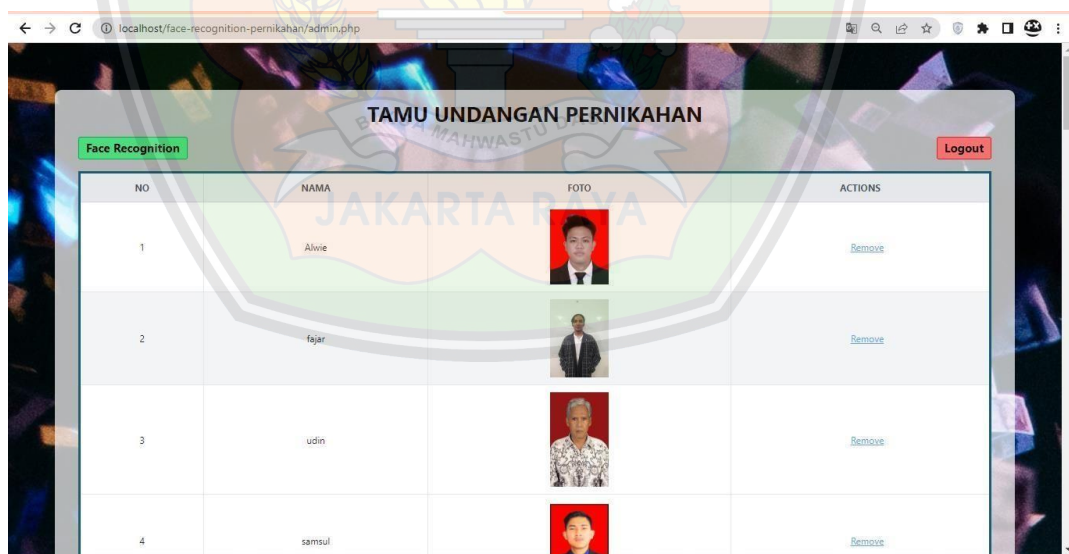 localhost/face-recognition-pernikahan/admin.php
TAMU UNDANGAN PERNIKAHAN
Face Recognition
Logout
NO NAMA FOTO ACTIONS
JAKARTA RAYA
1 Alwie Remove
2 fajar Remove
3 udin Remove
4 samsul Remove